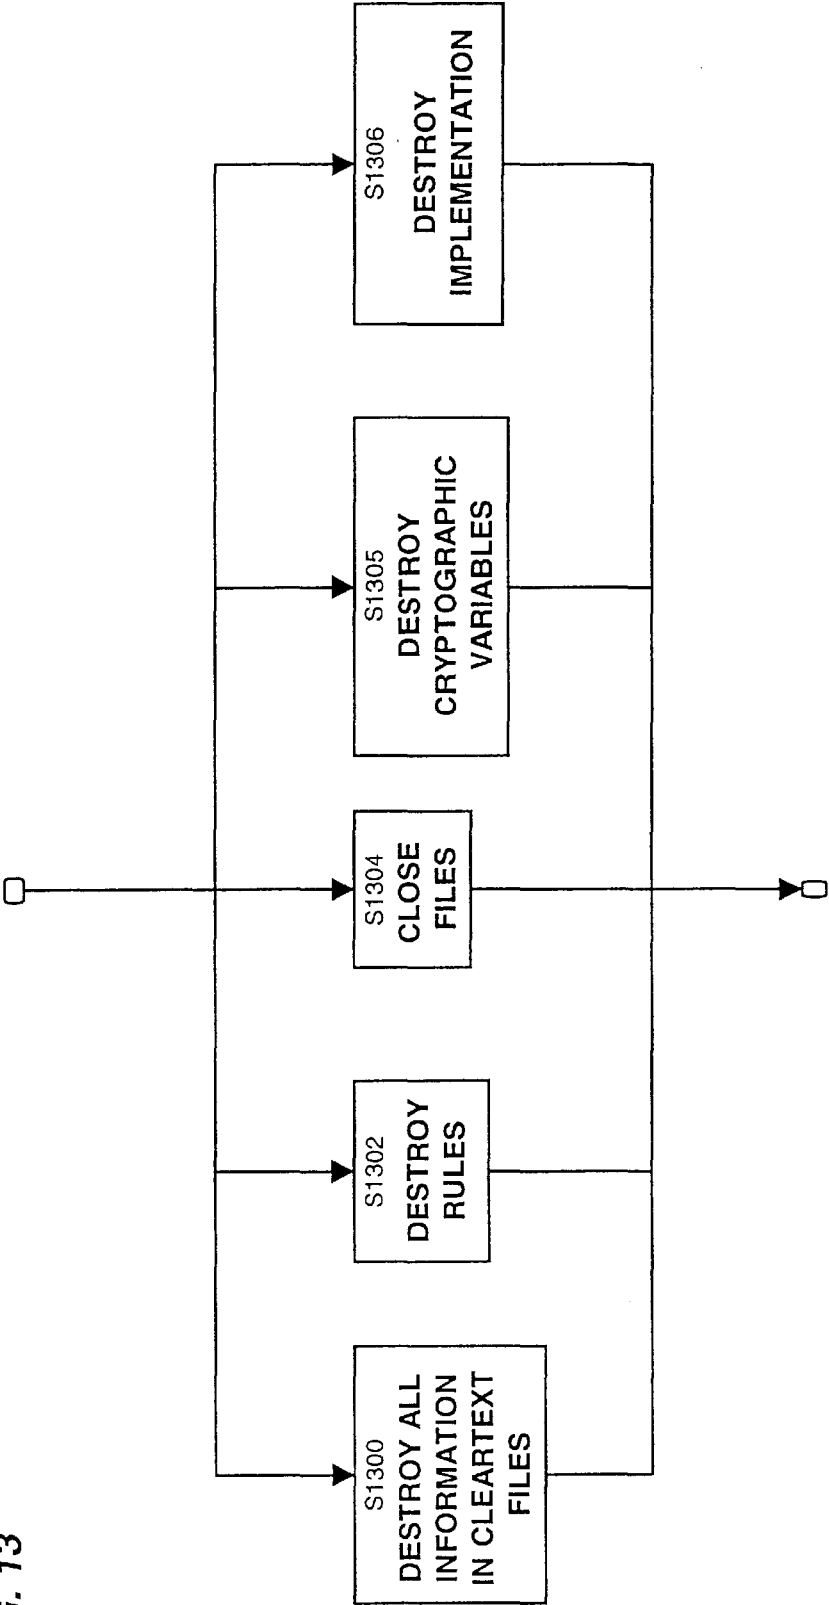 S1300
DESTROY ALL
INFORMATION
IN CLEARTEXT
FILES
S1302
DESTROY
RULES
S1304
CLOSE
FILES
S1305
DESTROY
CRYPTOGRAPHIC
VARIABLES
S1306
DESTROY
IMPLEMENTATION
13